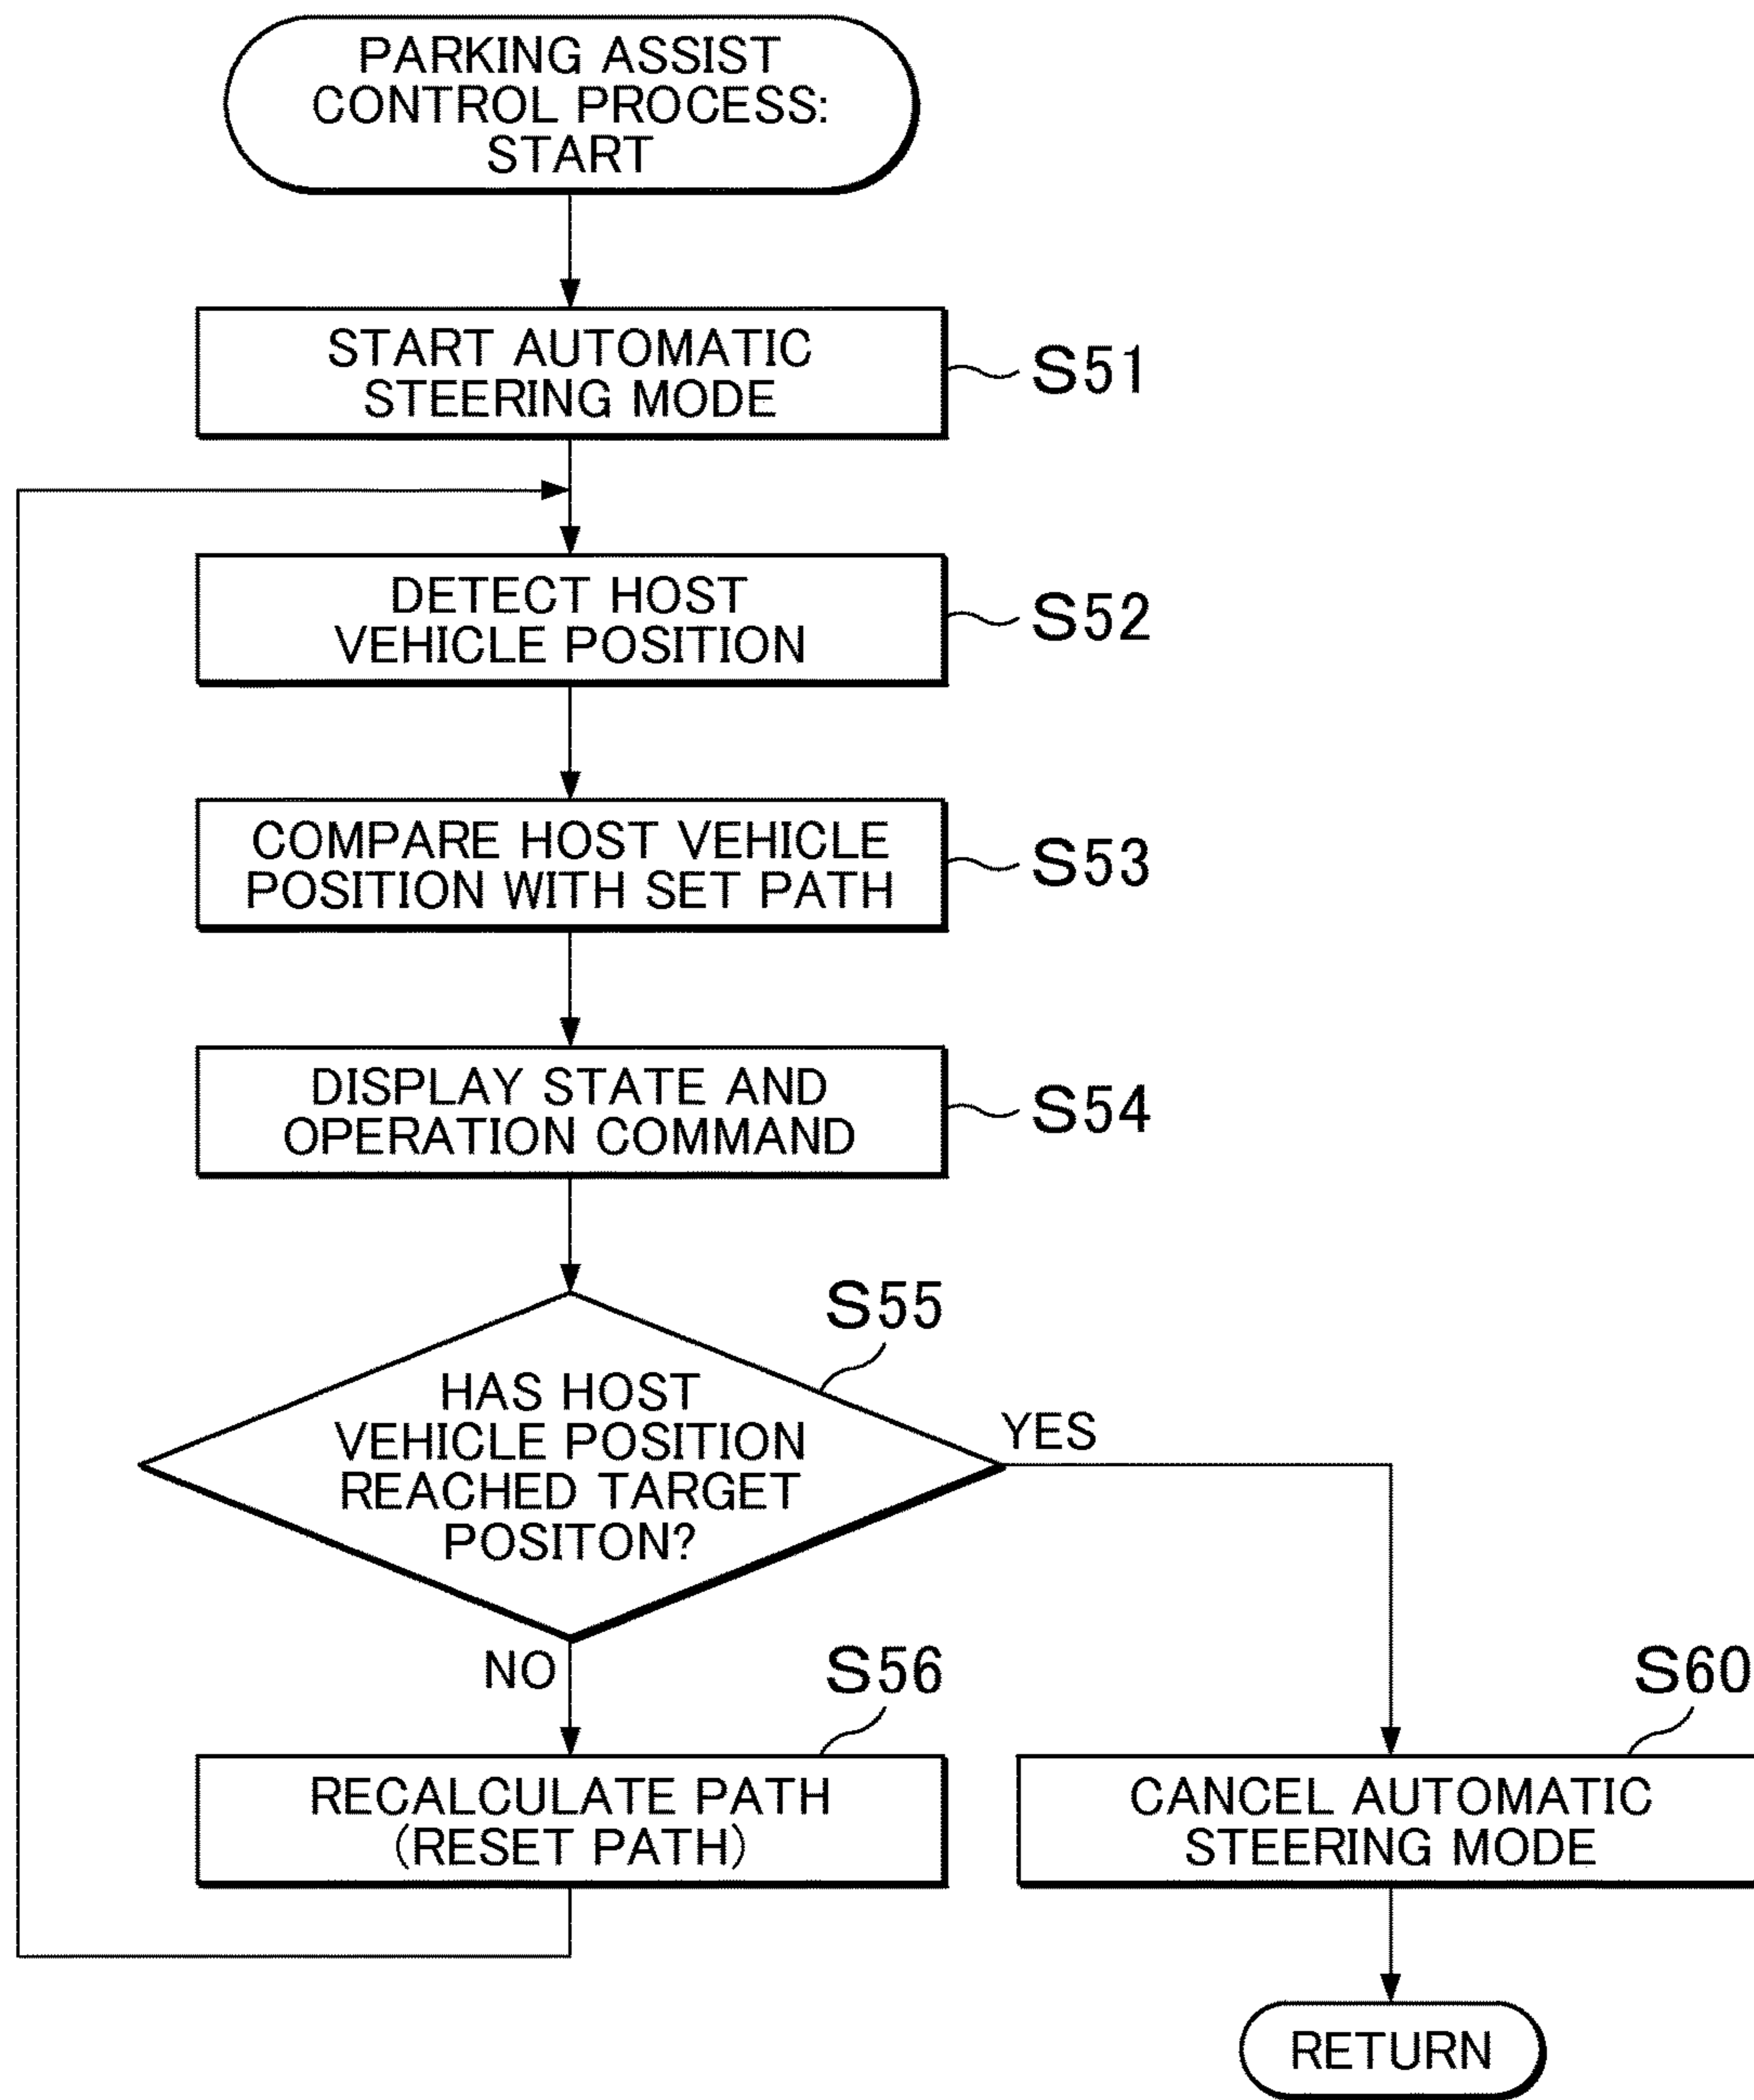 PARKING ASSIST
CONTROL PROCESS:
START
START AUTOMATIC
STEERING MODE
S51
DETECT HOST
VEHICLE POSITION
S52
COMPARE HOST VEHICLE
POSITION WITH SET PATH
S53
DISPLAY STATE AND
OPERATION COMMAND
S54
S55
HAS HOST
VEHICLE POSITION
REACHED TARGET
POSITON?
YES
NO
S56
RECALCULATE PATH
(RESET PATH)
S60
CANCEL AUTOMATIC
STEERING MODE
RETURN